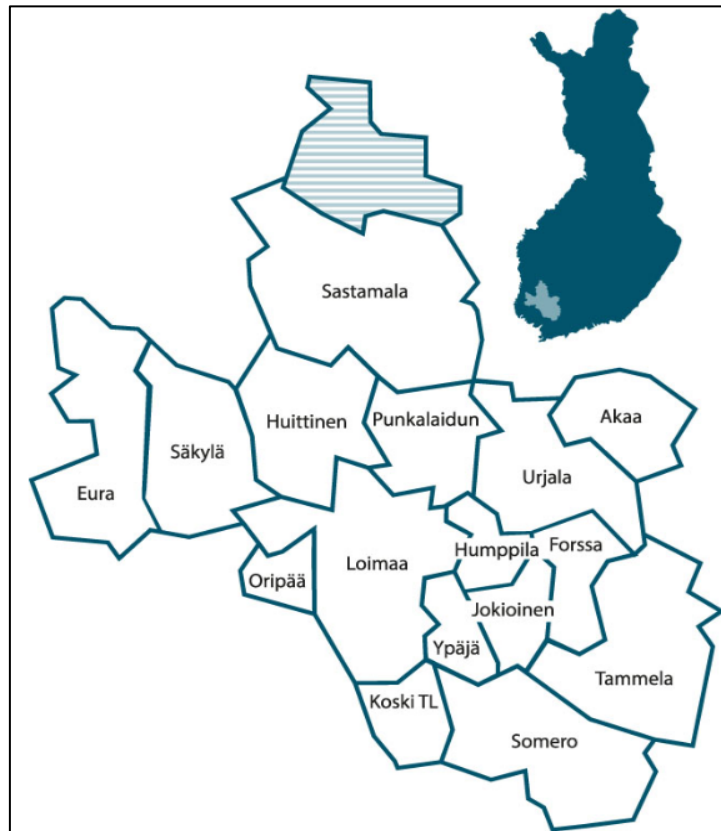 Sastamala
Huittinen
Punkalaidun
Akaa
Säkylä
Urjala
Eura
Humppila
Forssa
Loimaa
Oripää
Jokioinen
Ypäjä
Tammela
Koski TL
Somero